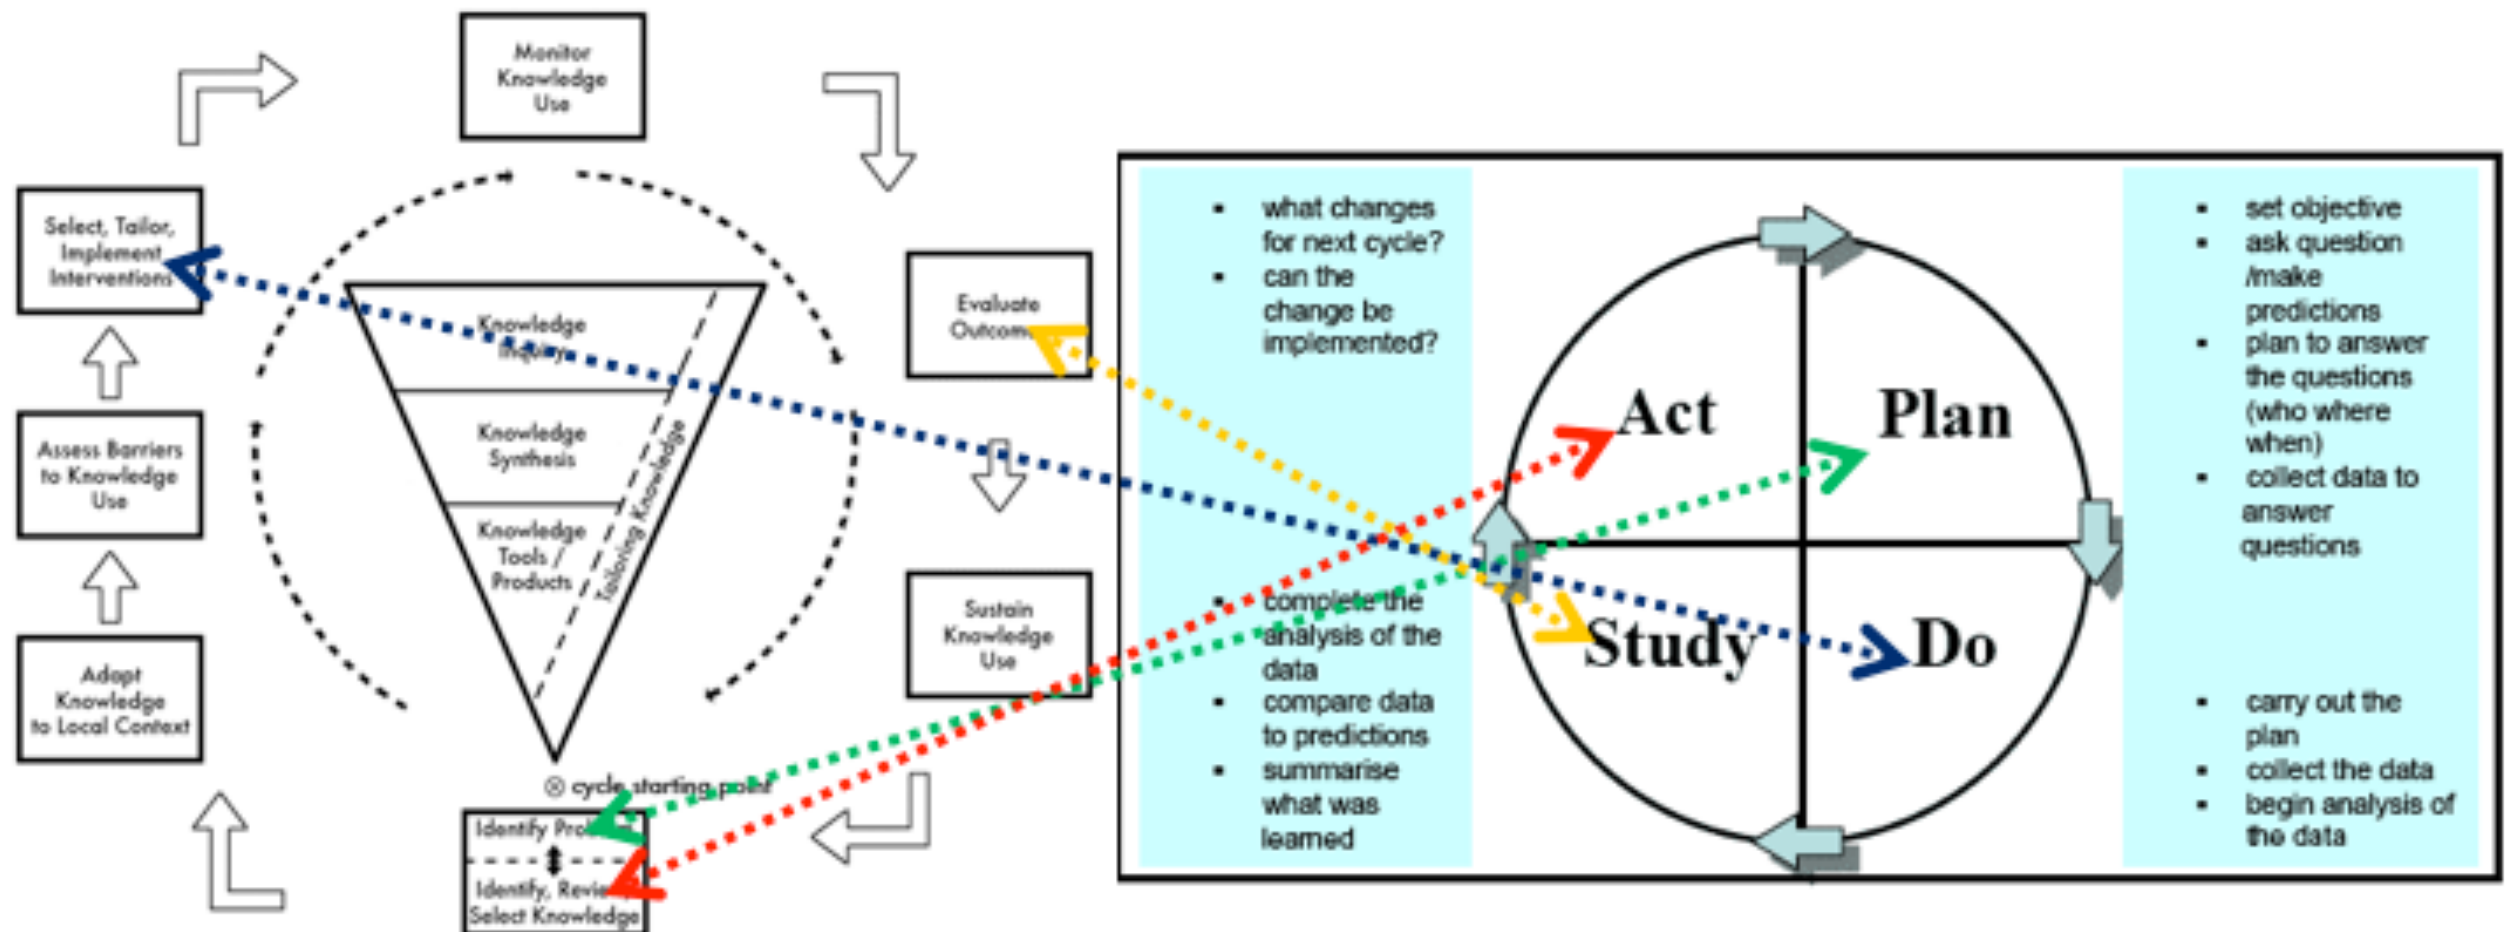 Monitor
Knowledge
Use
Select, Tailor,
Implement
Interventions
Assess Barriers
to Knowledge
Use
Adapt
Knowledge
to Local Context
Knowledge
Inquiry
Knowledge
Synthesis
Knowledge
Tools /
Products
Tailoring Knowledge
Evaluate
Sustain
Knowledge
Use
⊗ cycle starting point
Identify
Identify,
Select Knowledge
▪ what changes
for next cycle?
▪ can the
change be
implemented?
▪ complete the
analysis of the
data
▪ compare data
to predictions
▪ summarise
what was
learned
Act
Plan
Study
Do
▪ set objective
▪ ask question
/make
predictions
▪ plan to answer
the questions
(who where
when)
▪ collect data to
answer
questions
▪ carry out the
plan
▪ collect the data
▪ begin analysis of
the data